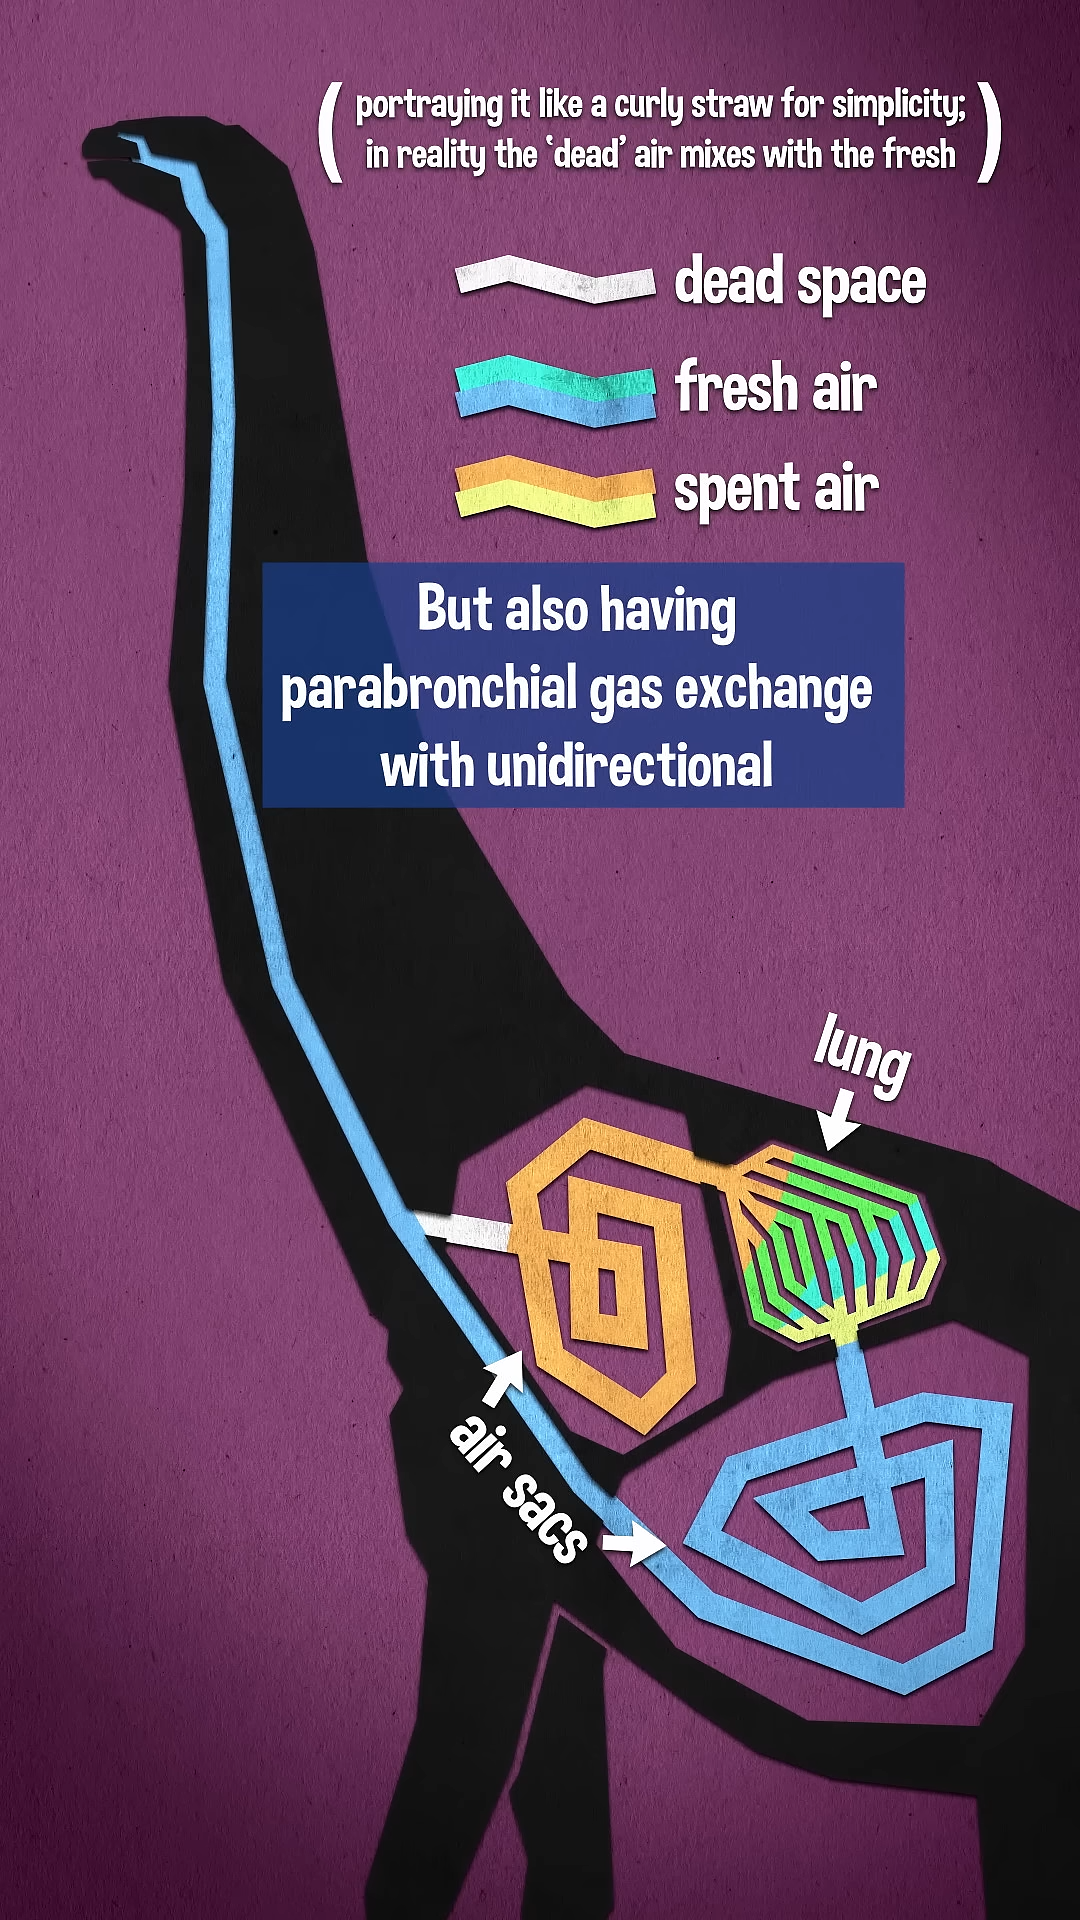 (portraying it like a curly straw for simplicity;
in reality the ‘dead’ air mixes with the fresh)
dead space
fresh air
spent air
But also having
parabronchial gas exchange
with unidirectional
lung
air sacs